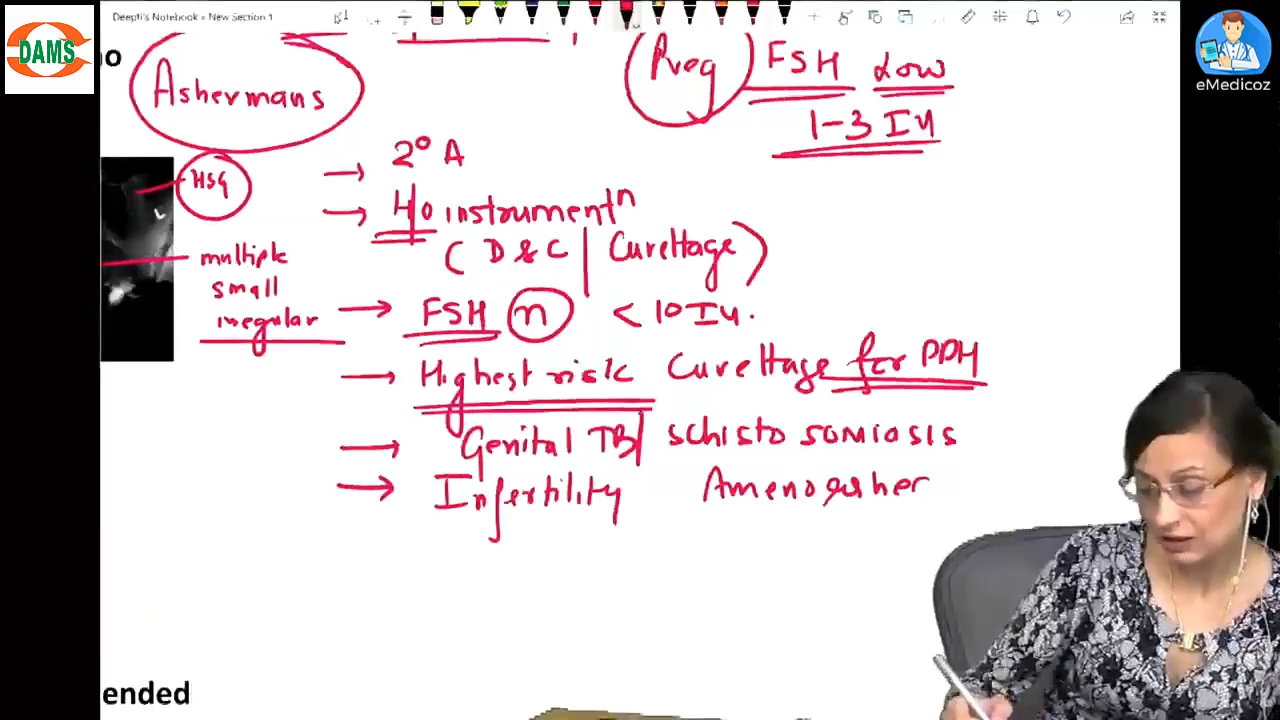 Deepti's Notebook « New Section 1
DAMS
no
eMedicoz
Ashermans
Preg FSH Low
1-3 IU
→ 2° A
HSG
→ H/o instrumentⁿ
( D & C | Curettage )
multiple
small
irregular
→ FSH n < 10 IU.
→ Highest risk Curettage for PPH
→ Genital TB/ schistosomiasis
→ Infertility
ended